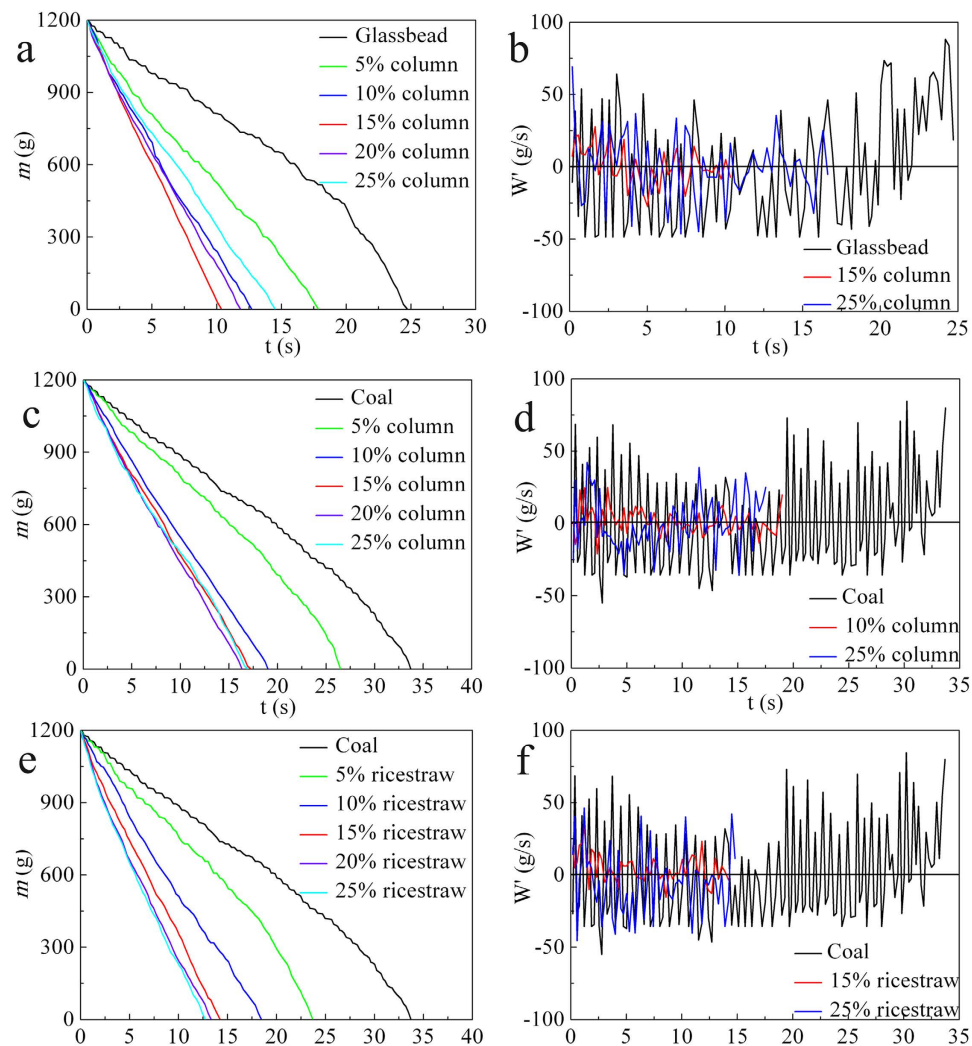 a
1200
900
600
300
0
m (g)
Glassbead
5% column
10% column
15% column
20% column
25% column
0 5 10 15 20 25 30
t (s)
b
100
50
0
-50
-100
W' (g/s)
Glassbead
15% column
25% column
0 5 10 15 20 25
t (s)
c
1200
900
600
300
0
m (g)
Coal
5% column
10% column
15% column
20% column
25% column
0 5 10 15 20 25 30 35 40
t (s)
d
100
50
0
-50
-100
W' (g/s)
Coal
10% column
25% column
0 5 10 15 20 25 30 35
t (s)
e
1200
900
600
300
0
m (g)
Coal
5% ricestraw
10% ricestraw
15% ricestraw
20% ricestraw
25% ricestraw
0 5 10 15 20 25 30 35 40
f
100
50
0
-50
-100
W' (g/s)
Coal
15% ricestraw
25% ricestraw
0 5 10 15 20 25 30 35